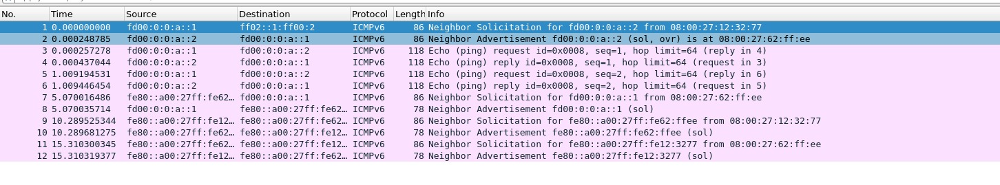 No. Time Source Destination Protocol Length Info
1 0.000000000 fd00:0:0:a::1 ff02::1:ff00:2 ICMPv6 86 Neighbor Solicitation for fd00:0:0:a::2 from 08:00:27:12:32:77
2 0.000248785 fd00:0:0:a::2 fd00:0:0:a::1 ICMPv6 86 Neighbor Advertisement fd00:0:0:a::2 (sol, ovr) is at 08:00:27:62:ff:ee
3 0.000257278 fd00:0:0:a::1 fd00:0:0:a::2 ICMPv6 118 Echo (ping) request id=0x0008, seq=1, hop limit=64 (reply in 4)
4 0.000437044 fd00:0:0:a::2 fd00:0:0:a::1 ICMPv6 118 Echo (ping) reply id=0x0008, seq=1, hop limit=64 (request in 3)
5 1.009194531 fd00:0:0:a::1 fd00:0:0:a::2 ICMPv6 118 Echo (ping) request id=0x0008, seq=2, hop limit=64 (reply in 6)
6 1.009446454 fd00:0:0:a::2 fd00:0:0:a::1 ICMPv6 118 Echo (ping) reply id=0x0008, seq=2, hop limit=64 (request in 5)
7 5.070016486 fe80::a00:27ff:fe62… fd00:0:0:a::1 ICMPv6 86 Neighbor Solicitation for fd00:0:0:a::1 from 08:00:27:62:ff:ee
8 5.070035714 fd00:0:0:a::1 fe80::a00:27ff:fe62… ICMPv6 78 Neighbor Advertisement fd00:0:0:a::1 (sol)
9 10.289525344 fe80::a00:27ff:fe12… fe80::a00:27ff:fe62… ICMPv6 86 Neighbor Solicitation for fe80::a00:27ff:fe62:ffee from 08:00:27:12:32:77
10 10.289681275 fe80::a00:27ff:fe62… fe80::a00:27ff:fe12… ICMPv6 78 Neighbor Advertisement fe80::a00:27ff:fe62:ffee (sol)
11 15.310300345 fe80::a00:27ff:fe62… fe80::a00:27ff:fe12… ICMPv6 86 Neighbor Solicitation for fe80::a00:27ff:fe12:3277 from 08:00:27:62:ff:ee
12 15.310319377 fe80::a00:27ff:fe12… fe80::a00:27ff:fe62… ICMPv6 78 Neighbor Advertisement fe80::a00:27ff:fe12:3277 (sol)